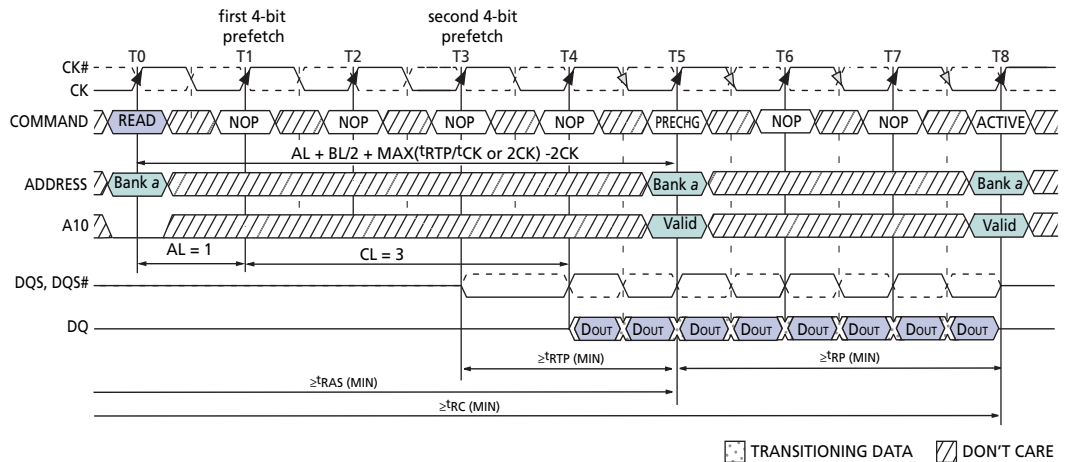 first 4-bit
prefetch
second 4-bit
prefetch
T0 T1 T2 T3 T4 T5 T6 T7 T8
CK#
CK
COMMAND READ NOP NOP NOP NOP PRECHG NOP NOP ACTIVE
AL + BL/2 + MAX(tRTP/tCK or 2CK) -2CK
ADDRESS Bank a Bank a Bank a
A10 Valid Valid
AL = 1 CL = 3
DQS, DQS#
DQ DOUT DOUT DOUT DOUT DOUT DOUT DOUT DOUT
≥tRTP (MIN) ≥tRP (MIN)
≥tRAS (MIN)
≥tRC (MIN)
TRANSITIONING DATA DON'T CARE